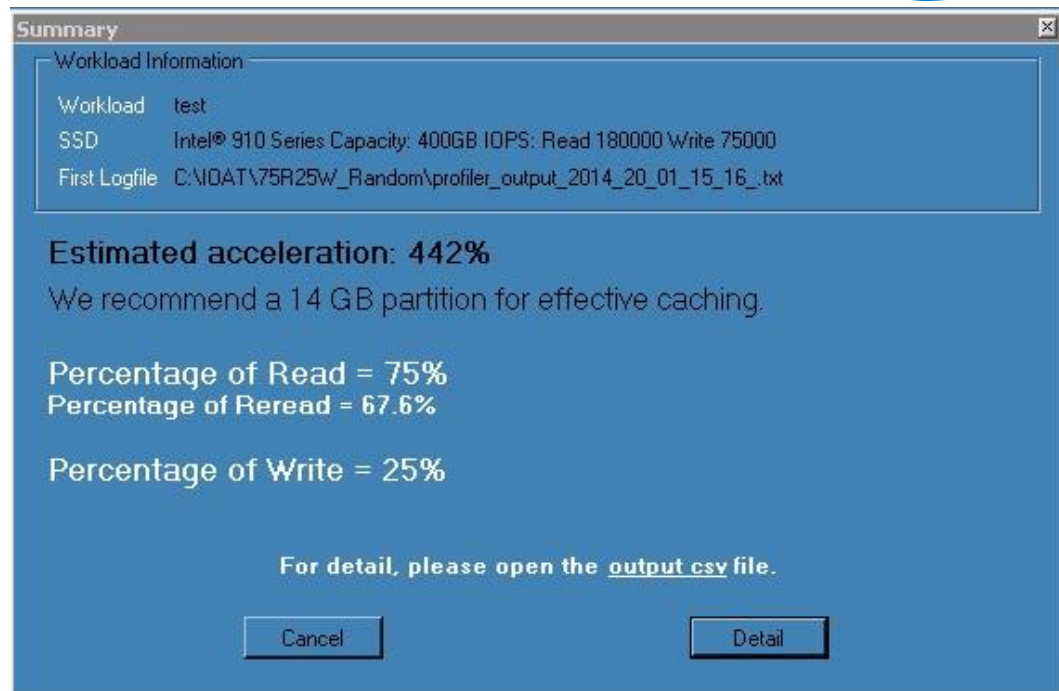 Summary
Workload Information
Workload test
SSD Intel® 910 Series Capacity: 400GB IOPS: Read 180000 Write 75000
First Logfile C:\IOAT\75R25W_Random\profiler_output_2014_20_01_15_16_.txt
Estimated acceleration: 442%
We recommend a 14 GB partition for effective caching.
Percentage of Read = 75%
Percentage of Reread = 67.6%
Percentage of Write = 25%
For detail, please open the output csv file.
Cancel Detail